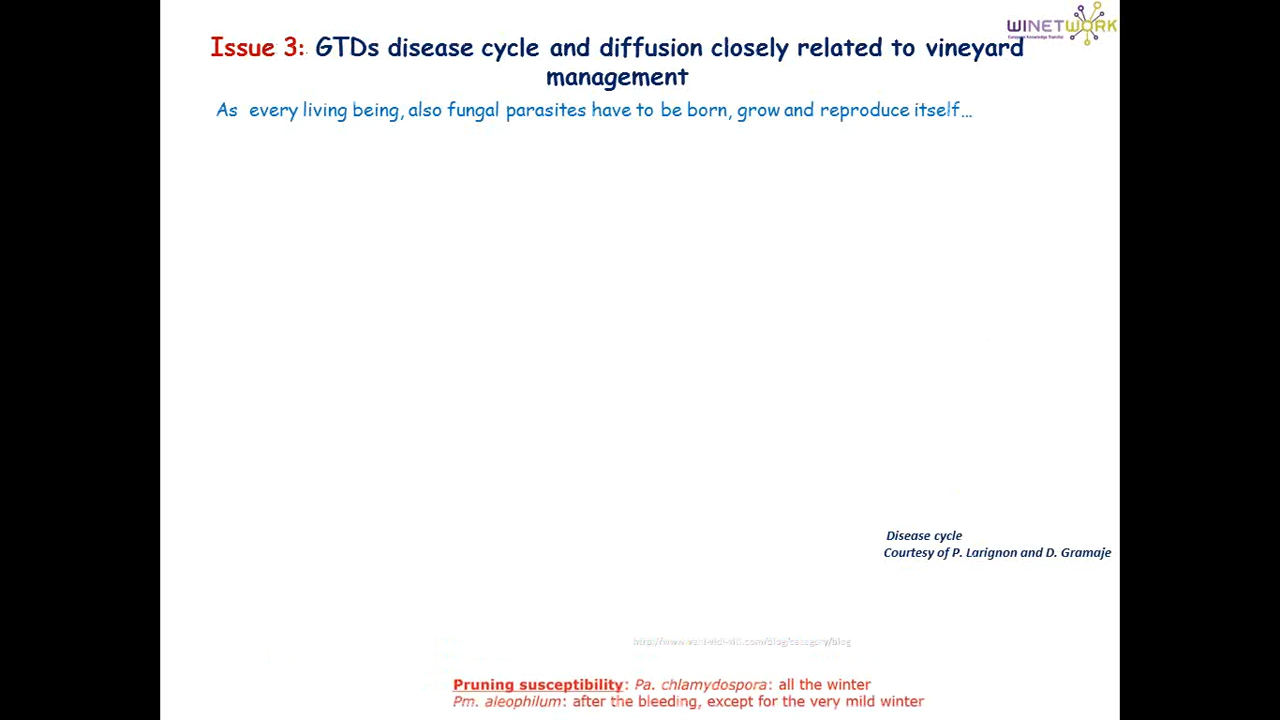 WINETWORK
Issue 3: GTDs disease cycle and diffusion closely related to vineyard
management
As every living being, also fungal parasites have to be born, grow and reproduce itself…
Disease cycle
Courtesy of P. Larignon and D. Gramaje
Pruning susceptibility: Pa. chlamydospora: all the winter
Pm. aleophilum: after the bleeding, except for the very mild winter